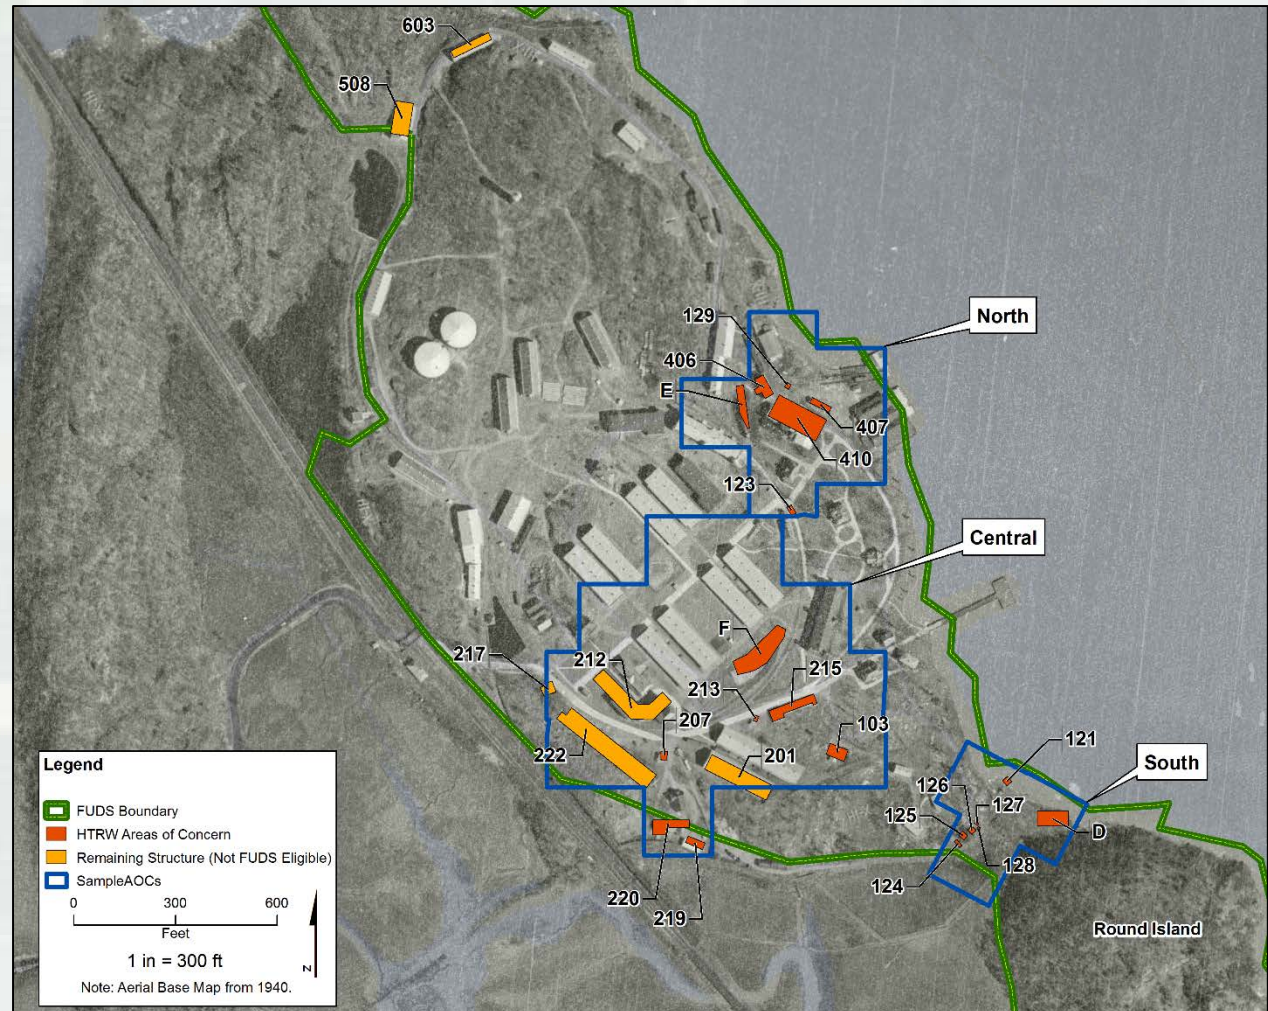 603
508
129
North
406
E
407
410
123
Central
F
217
212
215
213
207
103
222
201
121
126
South
125
127
D
128
124
220
219
Round Island
Legend
FUDS Boundary
HTRW Areas of Concern
Remaining Structure (Not FUDS Eligible)
SampleAOCs
0 300 600
Feet
1 in = 300 ft
N
Note: Aerial Base Map from 1940.